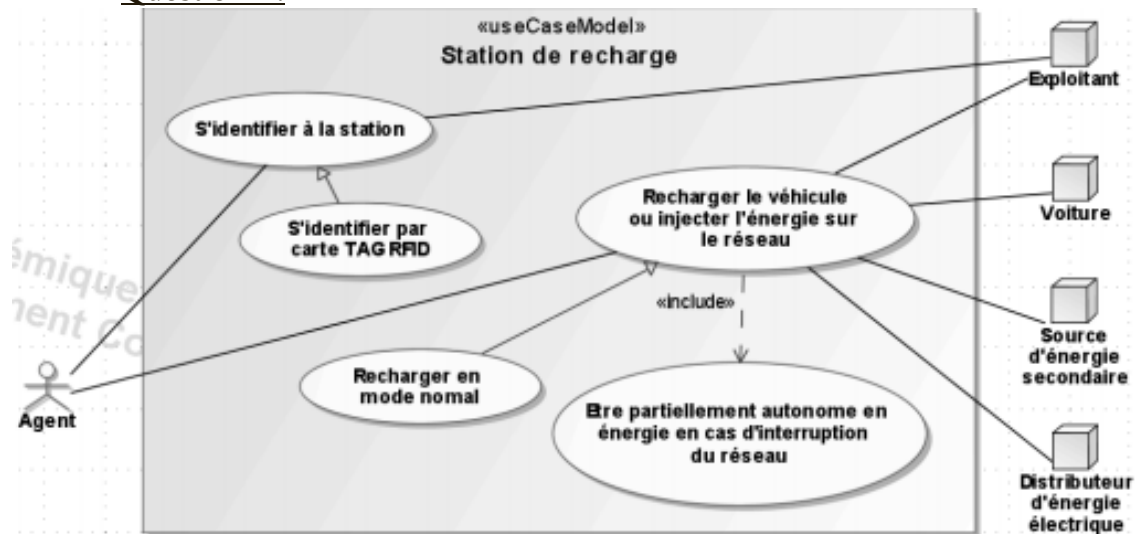 «useCaseModel»
Station de recharge
Exploitant
S'identifier à la station
S'identifier par
carte TAG RFID
Recharger le véhicule
ou injecter l'énergie sur
le réseau
Voiture
«include»
Source
d'énergie
secondaire
Recharger en
mode nomal
Etre partiellement autonome en
énergie en cas d'interruption
du réseau
Agent
Distributeur
d'énergie
électrique